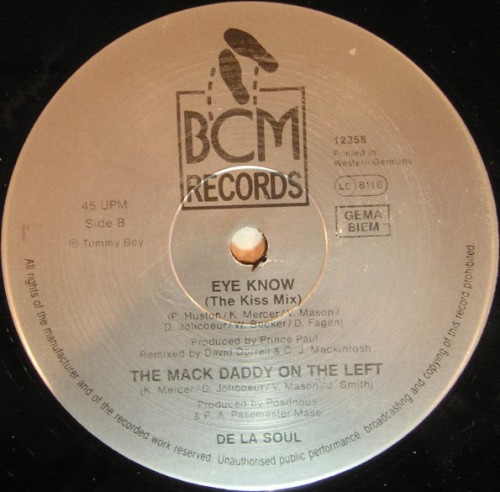 BCM
RECORDS
12358
Printed in
Western Germany
LC 8116
GEMA
BIEM
45 UPM
Side B
℗ Tommy Boy
EYE KNOW
(The Kiss Mix)
(P. Huston/K. Mercer/V. Mason/
D. Jolicoeur/W. Becker/D. Fagen)
Produced by Prince Paul
Remixed by David Dorrell & C. J. Mackintosh
THE MACK DADDY ON THE LEFT
(K. Mercer/D. Jolicoeur/V. Mason/J. Smith)
Produced by Posdnous
& P. A. Pasemaster Mase
DE LA SOUL
All rights of the manufacturer and of the recorded work reserved. Unauthorised public performance, broadcasting and copying of this record prohibited.